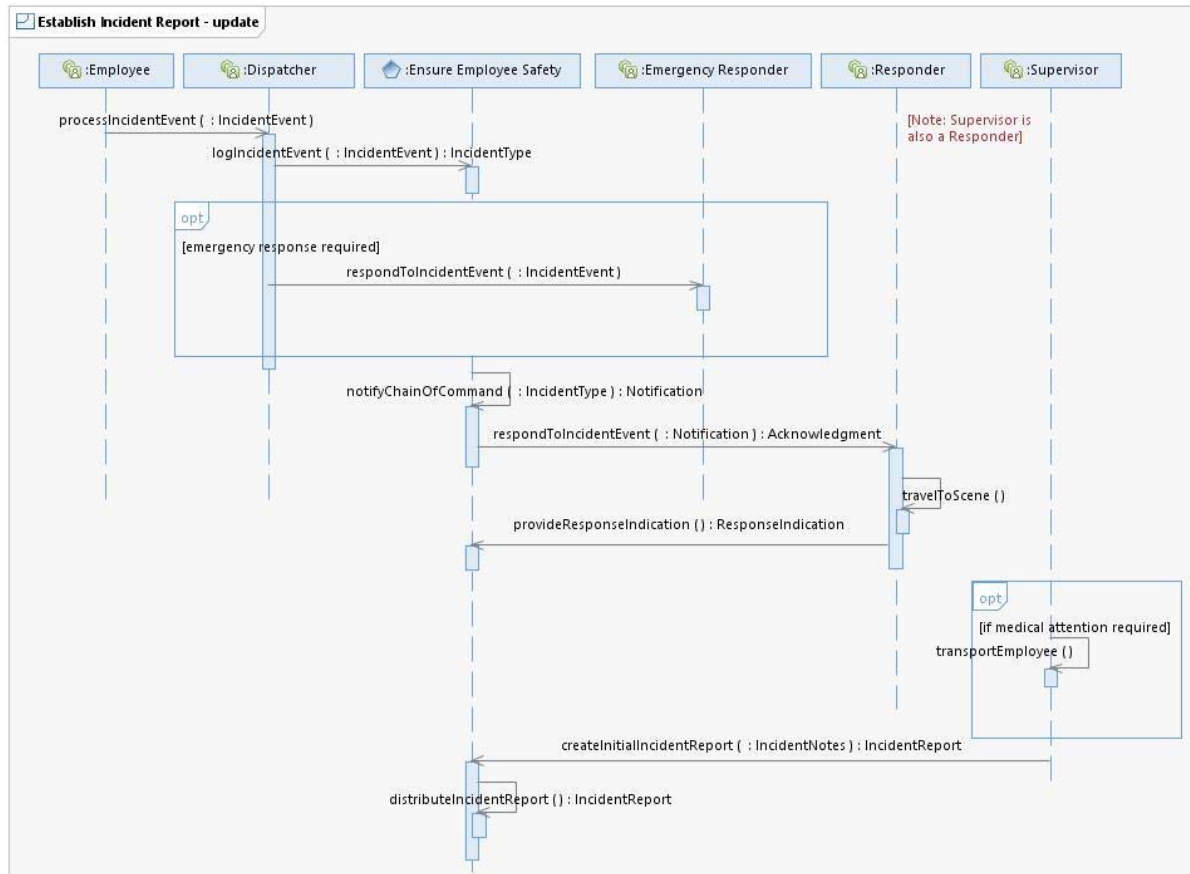 Establish Incident Report - update
:Employee
:Dispatcher
:Ensure Employee Safety
:Emergency Responder
:Responder
:Supervisor
processIncidentEvent ( : IncidentEvent )
[Note: Supervisor is
also a Responder]
logIncidentEvent ( : IncidentEvent ) : IncidentType
opt
[emergency response required]
respondToIncidentEvent ( : IncidentEvent )
notifyChainOfCommand ( : IncidentType ) : Notification
respondToIncidentEvent ( : Notification ) : Acknowledgment
travelToScene ( )
provideResponseIndication ( ) : ResponseIndication
opt
[if medical attention required]
transportEmployee ( )
createInitialIncidentReport ( : IncidentNotes ) : IncidentReport
distributeIncidentReport ( ) : IncidentReport